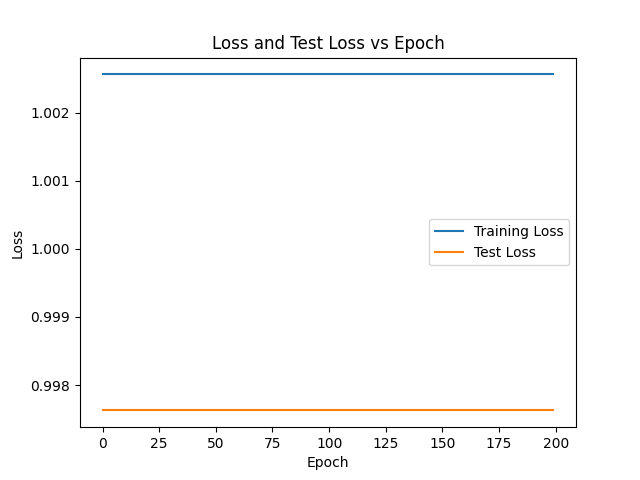 Loss and Test Loss vs Epoch
Loss
1.002
1.001
1.000
0.999
0.998
Training Loss
Test Loss
0 25 50 75 100 125 150 175 200
Epoch